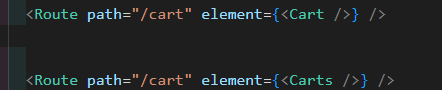 <Route path="/cart" element={<Cart />} />
<Route path="/cart" element={<Carts />} />